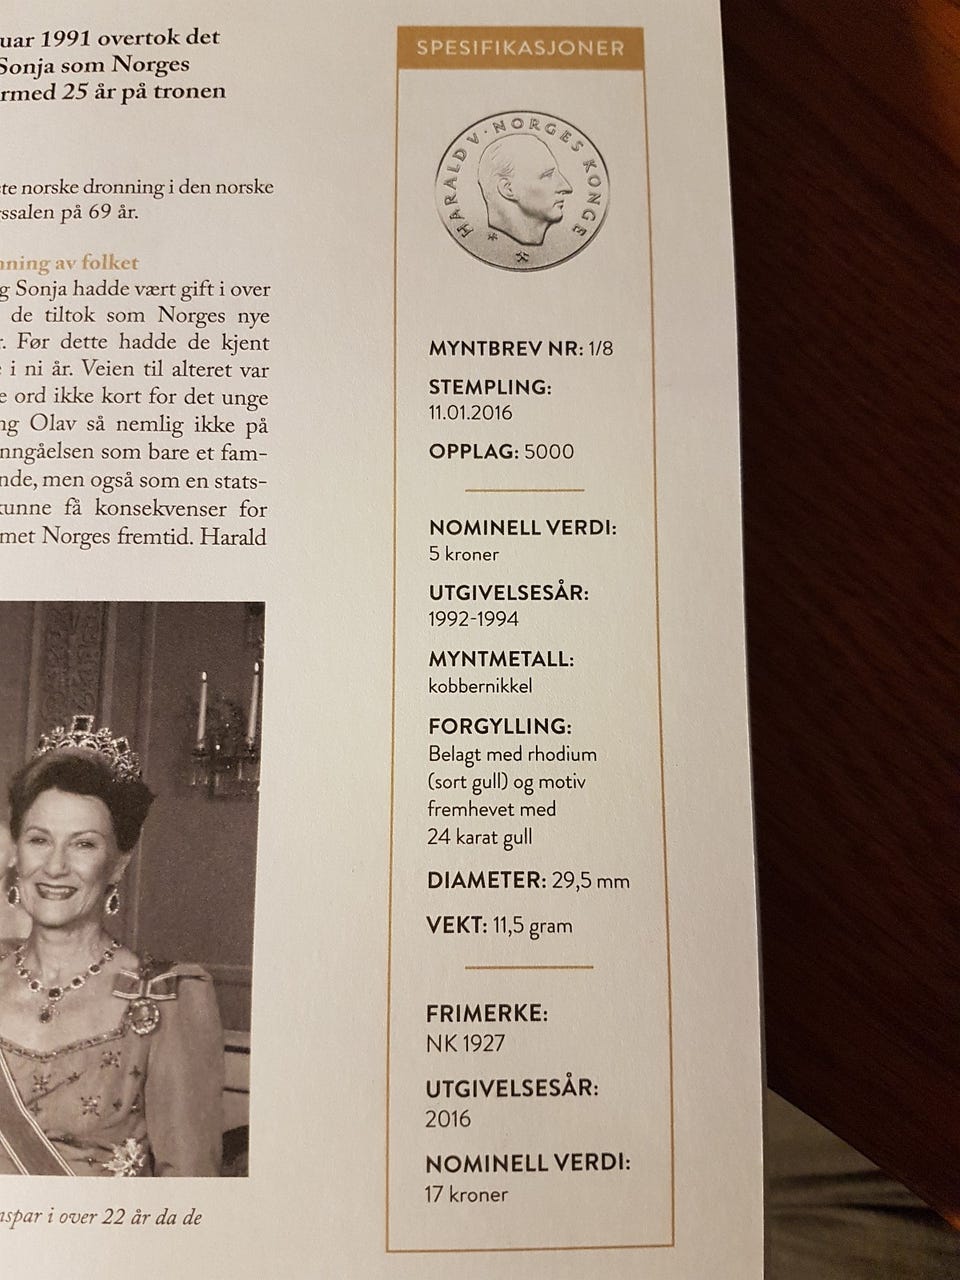 uar 1991 overtok det
Sonja som Norges
rmed 25 år på tronen
te norske dronning i den norske
ssalen på 69 år.
ning av folket
g Sonja hadde vært gift i over
de tiltok som Norges nye
r. Før dette hadde de kjent
e i ni år. Veien til alteret var
e ord ikke kort for det unge
ng Olav så nemlig ikke på
nngåelsen som bare et fam-
nde, men også som en stats-
kunne få konsekvenser for
met Norges fremtid. Harald
nspar i over 22 år da de
SPESIFIKASJONER
HARALD V · NORGES KONGE
MYNTBREV NR: 1/8
STEMPLING:
11.01.2016
OPPLAG: 5000
NOMINELL VERDI:
5 kroner
UTGIVELSESÅR:
1992-1994
MYNTMETALL:
kobbernikkel
FORGYLLING:
Belagt med rhodium
(sort gull) og motiv
fremhevet med
24 karat gull
DIAMETER: 29,5 mm
VEKT: 11,5 gram
FRIMERKE:
NK 1927
UTGIVELSESÅR:
2016
NOMINELL VERDI:
17 kroner